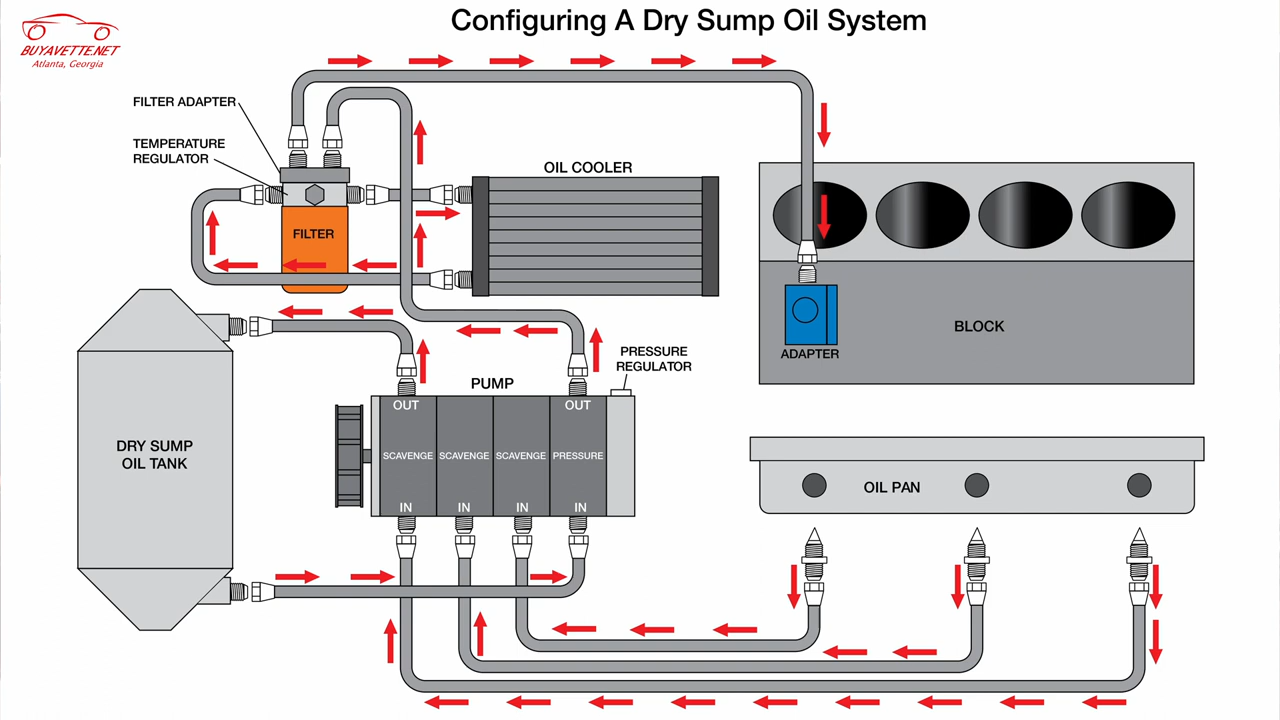 Configuring A Dry Sump Oil System
BUYAVETTE.NET
Atlanta, Georgia
FILTER ADAPTER
TEMPERATURE
REGULATOR
FILTER
OIL COOLER
BLOCK
ADAPTER
PRESSURE
REGULATOR
PUMP
OUT
OUT
SCAVENGE
SCAVENGE
SCAVENGE
PRESSURE
IN
IN
IN
IN
DRY SUMP
OIL TANK
OIL PAN